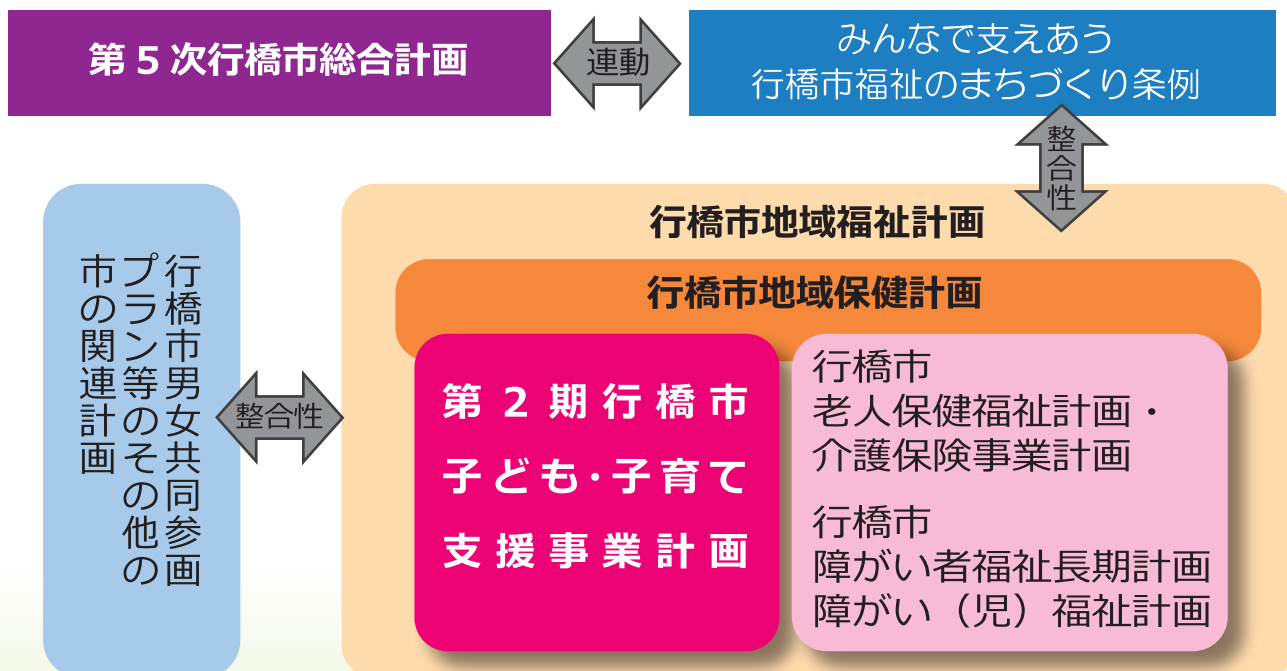 第5次行橋市総合計画
連動
みんなで支えあう
行橋市福祉のまちづくり条例
整合性
行橋市地域福祉計画
行橋市地域保健計画
行橋市男女共同参画
プラン等のその他の
市の関連計画
整合性
第2期行橋市
子ども・子育て
支援事業計画
行橋市
老人保健福祉計画・
介護保険事業計画
行橋市
障がい者福祉長期計画
障がい（児）福祉計画